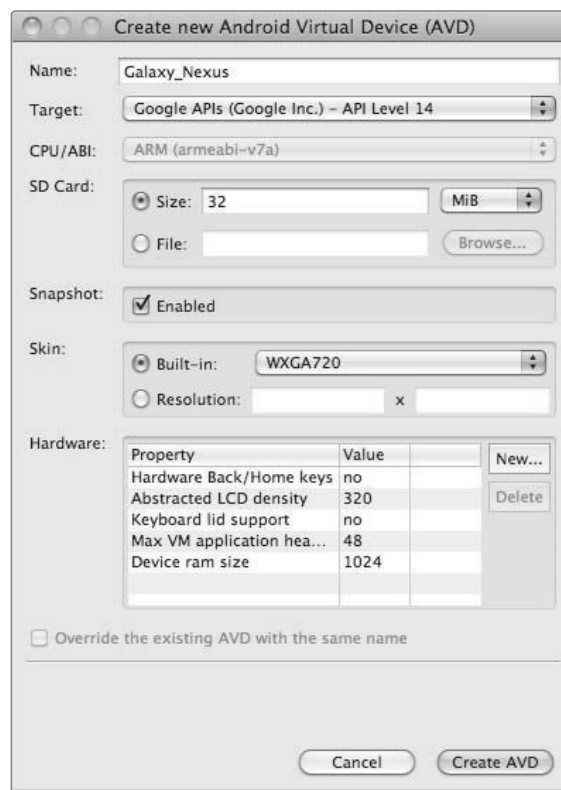 Create new Android Virtual Device (AVD)
Name: Galaxy_Nexus
Target: Google APIs (Google Inc.) – API Level 14
CPU/ABI: ARM (armeabi-v7a)
SD Card:
Size: 32 MiB
File: Browse...
Snapshot: Enabled
Skin:
Built-in: WXGA720
Resolution: x
Hardware:
Property Value New...
Hardware Back/Home keys no
Abstracted LCD density 320 Delete
Keyboard lid support no
Max VM application hea... 48
Device ram size 1024
Override the existing AVD with the same name
Cancel Create AVD